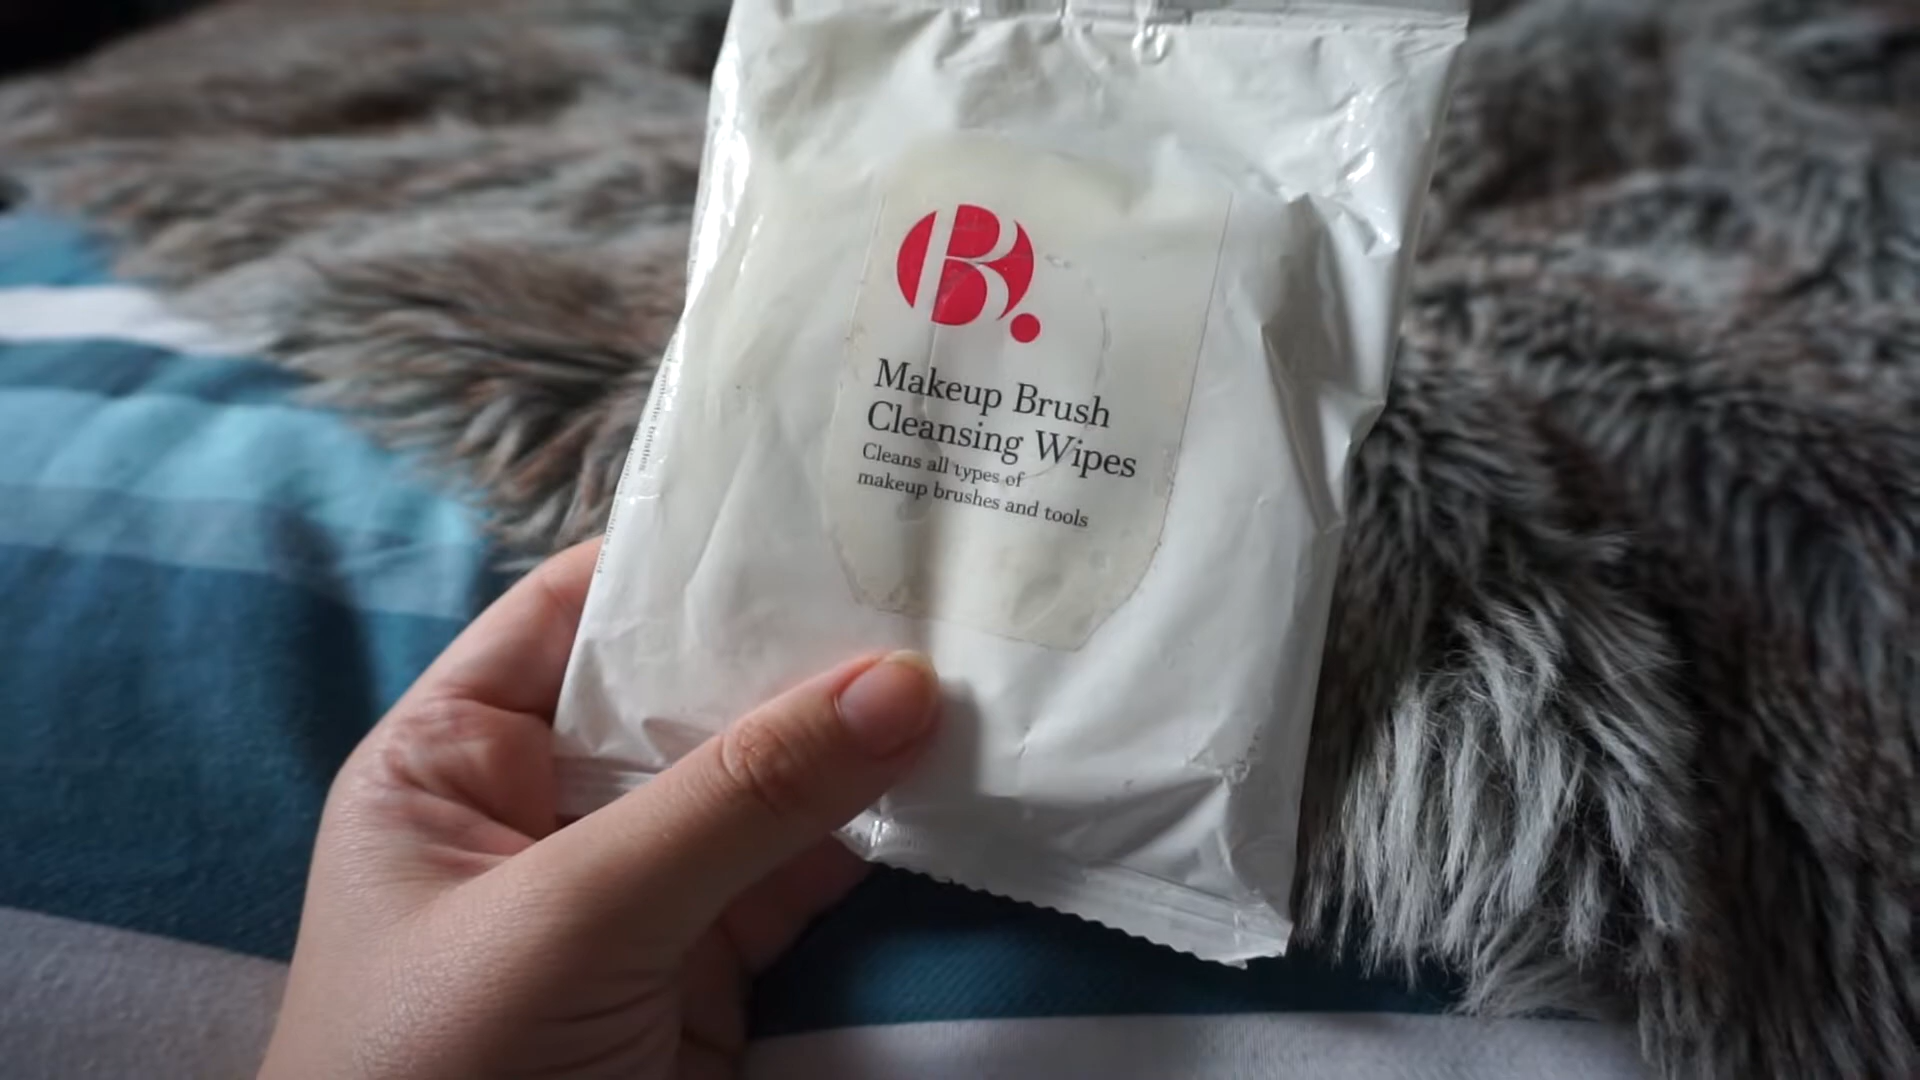 B.
Makeup Brush
Cleansing Wipes
Cleans all types of
makeup brushes and tools